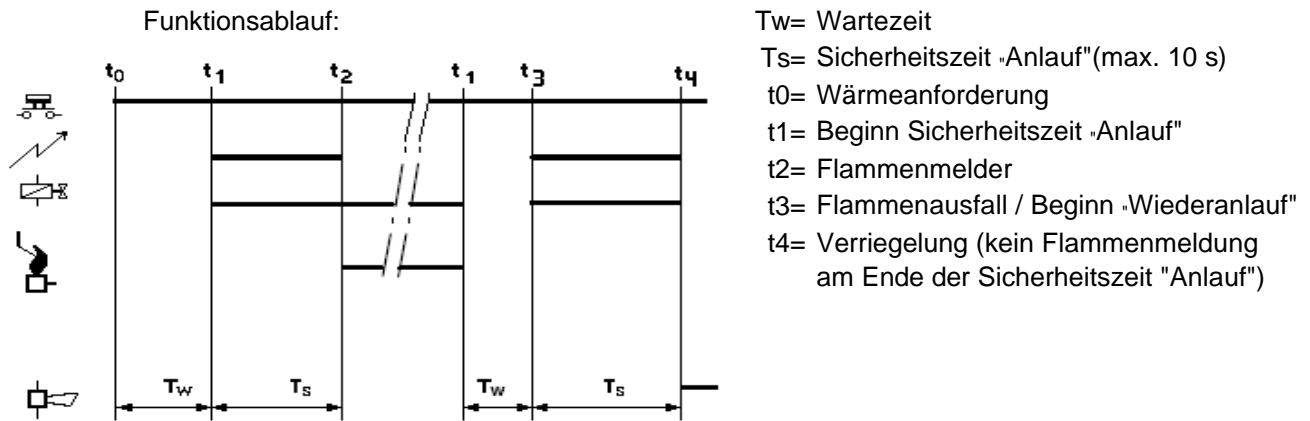 Funktionsablauf:
t0 t1 t2 t1 t3 t4
Tw Ts Tw Ts
Tw= Wartezeit
Ts= Sicherheitszeit "Anlauf"(max. 10 s)
t0= Wärmeanforderung
t1= Beginn Sicherheitszeit "Anlauf"
t2= Flammenmelder
t3= Flammenausfall / Beginn "Wiederanlauf"
t4= Verriegelung (kein Flammenmeldung
am Ende der Sicherheitszeit "Anlauf")